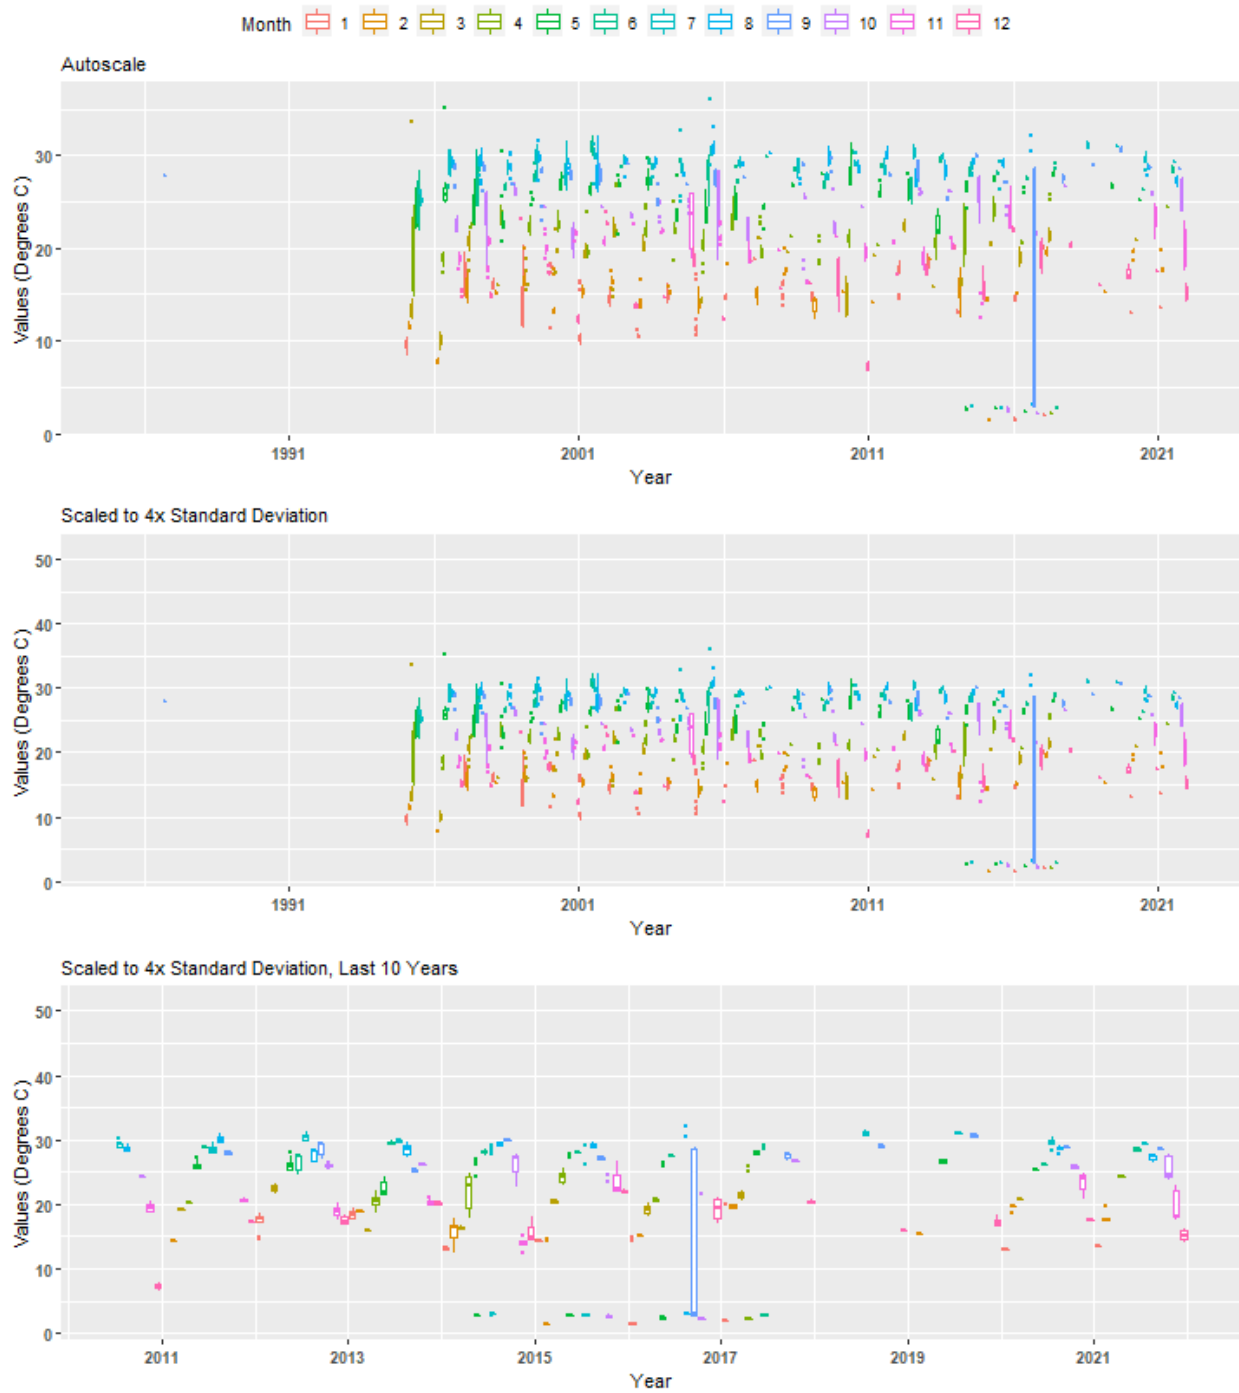 Month 1 2 3 4 5 6 7 8 9 10 11 12
Autoscale
Values (Degrees C)
30
20
10
0
1991 2001 2011 2021
Year
Scaled to 4x Standard Deviation
Values (Degrees C)
50
40
30
20
10
0
1991 2001 2011 2021
Year
Scaled to 4x Standard Deviation, Last 10 Years
Values (Degrees C)
50
40
30
20
10
0
2011 2013 2015 2017 2019 2021
Year